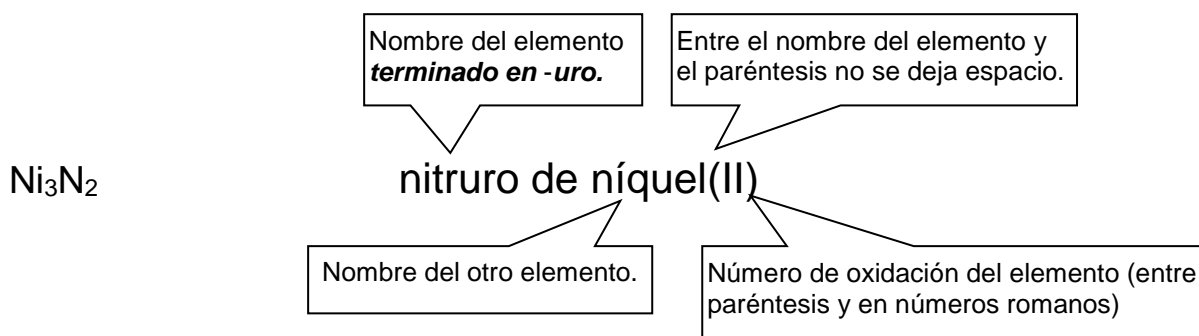 Nombre del elemento
terminado en -uro.
Entre el nombre del elemento y
el paréntesis no se deja espacio.
Ni₃N₂
nitruro de níquel(II)
Nombre del otro elemento.
Número de oxidación del elemento (entre
paréntesis y en números romanos)